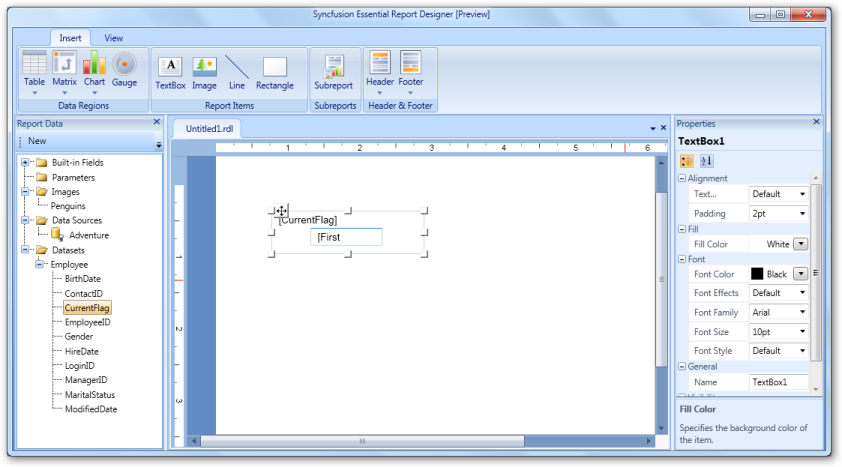 Syncfusion Essential Report Designer [Preview]
Insert View
Table Matrix Chart Gauge TextBox Image Line Rectangle Subreport Header Footer
Data Regions Report Items Subreports Header & Footer
Report Data
New
Built-in Fields
Parameters
Images
Penguins
Data Sources
Adventure
Datasets
Employee
BirthDate
ContactID
CurrentFlag
EmployeeID
Gender
HireDate
LoginID
ManagerID
MaritalStatus
ModifiedDate
Untitled1.rdl
1 2 3 4 5 6
[CurrentFlag]
[First
1
2
3
Properties
TextBox1
Alignment
Text... Default
Padding 2pt
Fill
Fill Color White
Font
Font Color Black
Font Effects Default
Font Family Arial
Font Size 10pt
Font Style Default
General
Name TextBox1
Fill Color
Specifies the background color of
the item.